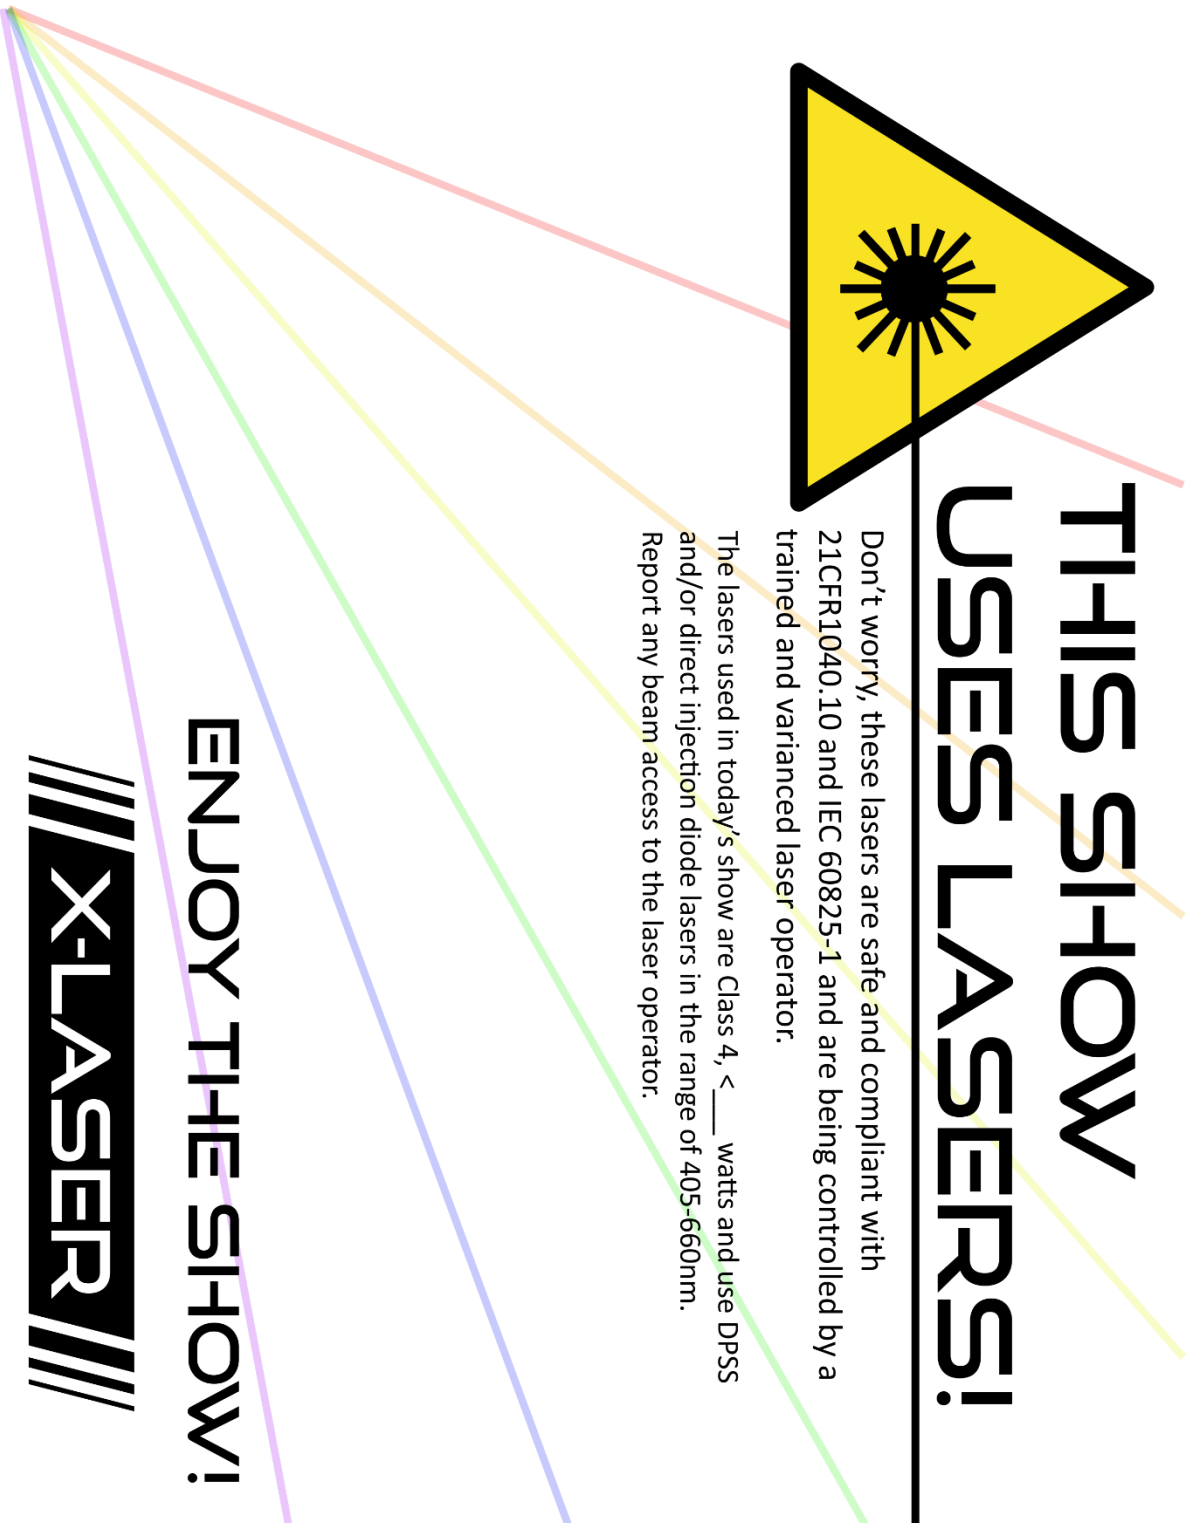 THIS SHOW
USES LASERS!
Don't worry, these lasers are safe and compliant with
21CFR1040.10 and IEC 60825-1 and are being controlled by a
trained and varianced laser operator.
The lasers used in today's show are Class 4, <___ watts and use DPSS
and/or direct injection diode lasers in the range of 405-660nm.
Report any beam access to the laser operator.
ENJOY THE SHOW!
X-LASER